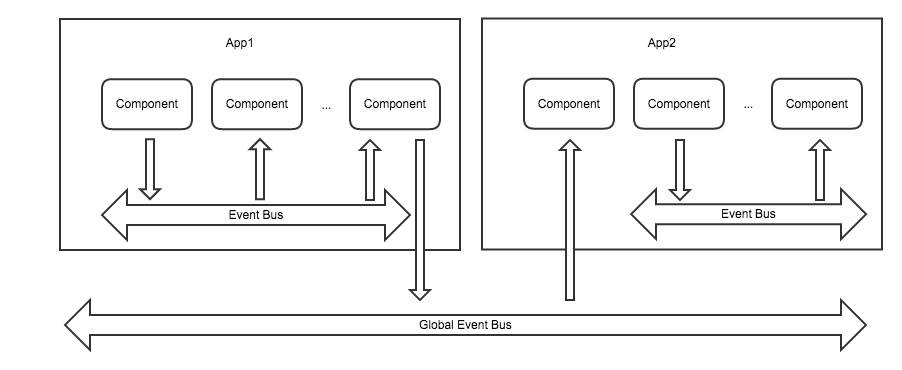 App1
App2
Component
Component
...
Component
Component
Component
...
Component
Event Bus
Event Bus
Global Event Bus